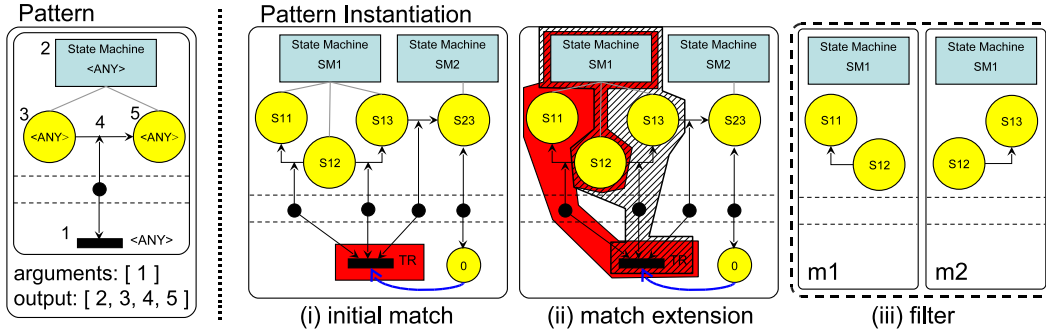 Pattern
2
State Machine
<ANY>
3
<ANY>
4
5
<ANY>
1
<ANY>
arguments: [ 1 ]
output: [ 2, 3, 4, 5 ]
Pattern Instantiation
State Machine
SM1
State Machine
SM2
S11
S13
S23
S12
TR
0
(i) initial match
State Machine
SM1
State Machine
SM2
S11
S13
S23
S12
TR
0
(ii) match extension
State Machine
SM1
S11
S12
m1
State Machine
SM1
S13
S12
m2
(iii) filter